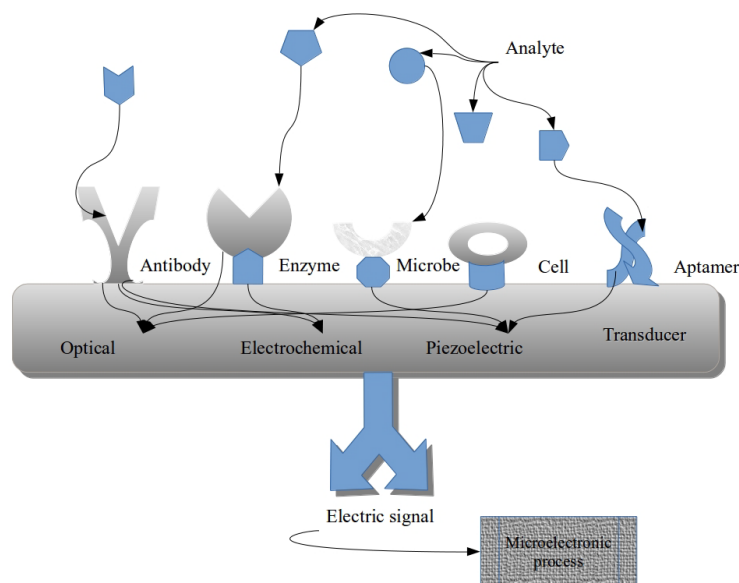 Analyte
Antibody
Enzyme
Microbe
Cell
Aptamer
Optical
Electrochemical
Piezoelectric
Transducer
Electric signal
Microelectronic
process